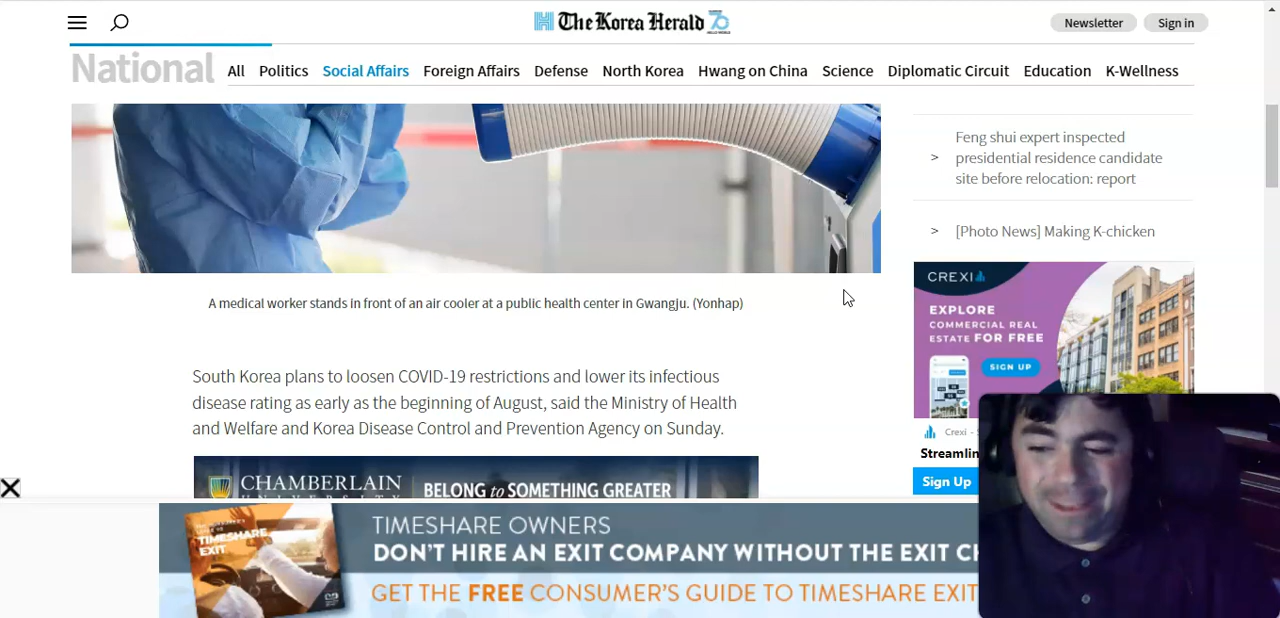 The Korea Herald 70
Newsletter
Sign in
National
All Politics Social Affairs Foreign Affairs Defense North Korea Hwang on China Science Diplomatic Circuit Education K-Wellness
> Feng shui expert inspected
presidential residence candidate
site before relocation: report
> [Photo News] Making K-chicken
A medical worker stands in front of an air cooler at a public health center in Gwangju. (Yonhap)
South Korea plans to loosen COVID-19 restrictions and lower its infectious
disease rating as early as the beginning of August, said the Ministry of Health
and Welfare and Korea Disease Control and Prevention Agency on Sunday.
CREXI
EXPLORE
COMMERCIAL REAL
ESTATE FOR FREE
SIGN UP
Crexi -
Streamlin
Sign Up
CHAMBERLAIN
BELONG to SOMETHING GREATER
TIMESHARE
EXIT
TIMESHARE OWNERS
DON'T HIRE AN EXIT COMPANY WITHOUT THE EXIT
GET THE FREE CONSUMER'S GUIDE TO TIMESHARE EXIT